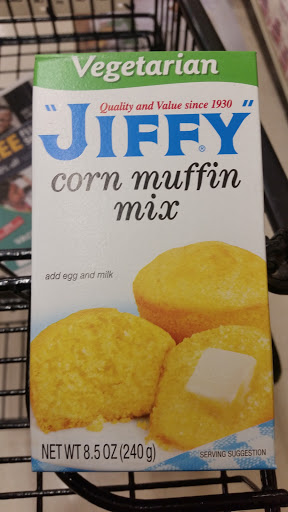 Vegetarian
Quality and Value since 1930
"JIFFY"®
corn muffin
mix
add egg and milk
NET WT 8.5 OZ (240 g)
SERVING SUGGESTION